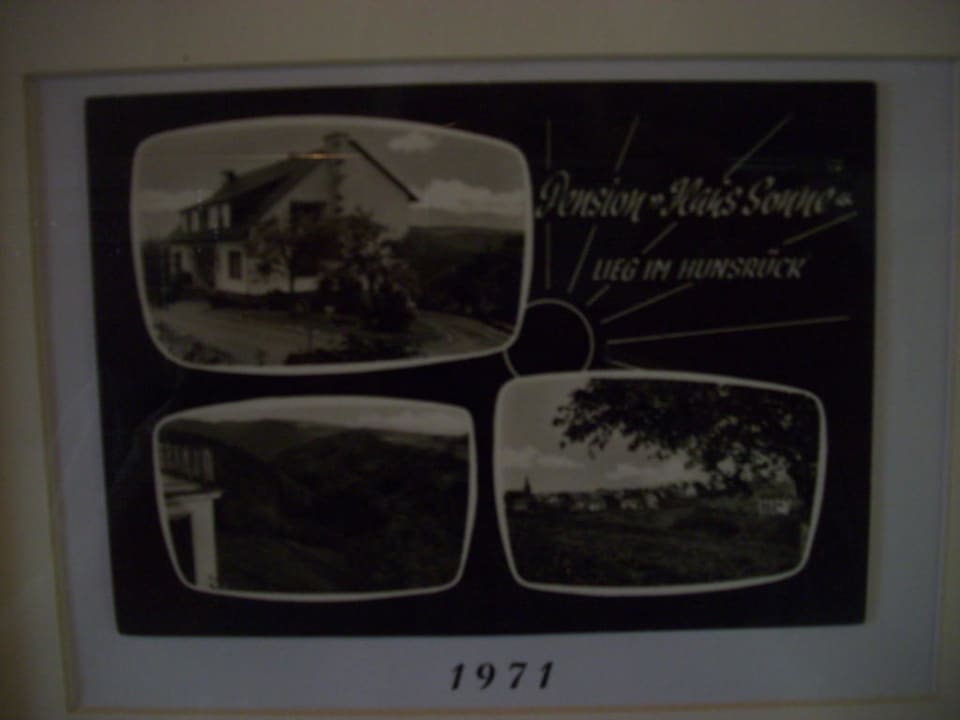 Pension "Haus Sonne"
LIEG IM HUNSRÜCK
1971